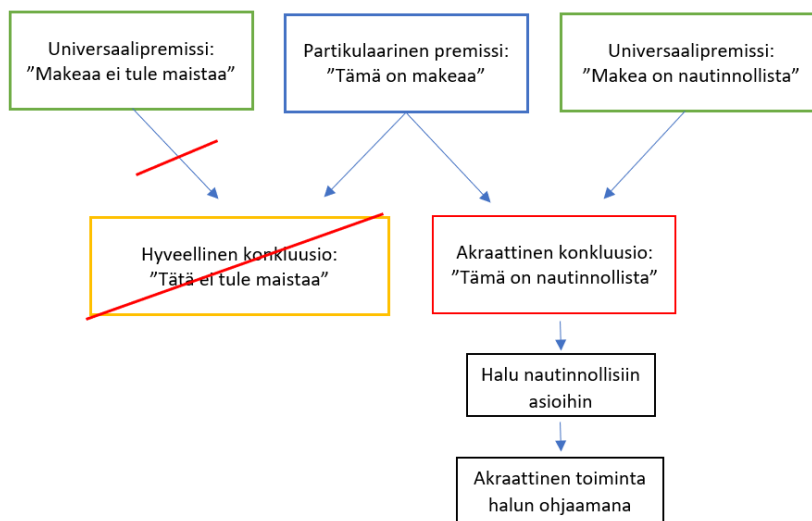 Universaalipremissi:
”Makeaa ei tule maistaa”
Partikulaarinen premissi:
”Tämä on makeaa”
Universaalipremissi:
”Makea on nautinnollista”
Hyveellinen konkluusio:
”Tätä ei tule maistaa”
Akraattinen konkluusio:
”Tämä on nautinnollista”
Halu nautinnollisiin
asioihin
Akraattinen toiminta
halun ohjaamana